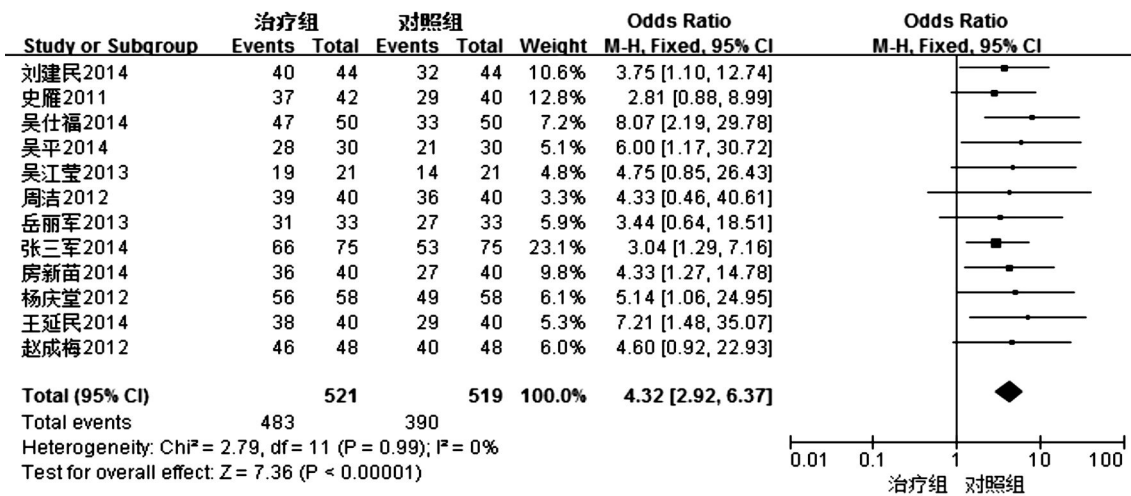 治疗组 对照组 Odds Ratio Odds Ratio
Study or Subgroup Events Total Events Total Weight M-H, Fixed, 95% CI M-H, Fixed, 95% CI
刘建民2014 40 44 32 44 10.6% 3.75 [1.10, 12.74]
史雁2011 37 42 29 40 12.8% 2.81 [0.88, 8.99]
吴仕福2014 47 50 33 50 7.2% 8.07 [2.19, 29.78]
吴平2014 28 30 21 30 5.1% 6.00 [1.17, 30.72]
吴江莹2013 19 21 14 21 4.8% 4.75 [0.85, 26.43]
周洁2012 39 40 36 40 3.3% 4.33 [0.46, 40.61]
岳丽军2013 31 33 27 33 5.9% 3.44 [0.64, 18.51]
张三军2014 66 75 53 75 23.1% 3.04 [1.29, 7.16]
房新苗2014 36 40 27 40 9.8% 4.33 [1.27, 14.78]
杨庆堂2012 56 58 49 58 6.1% 5.14 [1.06, 24.95]
王延民2014 38 40 29 40 5.3% 7.21 [1.48, 35.07]
赵成梅2012 46 48 40 48 6.0% 4.60 [0.92, 22.93]
Total (95% CI) 521 519 100.0% 4.32 [2.92, 6.37]
Total events 483 390
Heterogeneity: Chi² = 2.79, df = 11 (P = 0.99); I² = 0%
Test for overall effect: Z = 7.36 (P < 0.00001)
0.01 0.1 1 10 100
治疗组 对照组